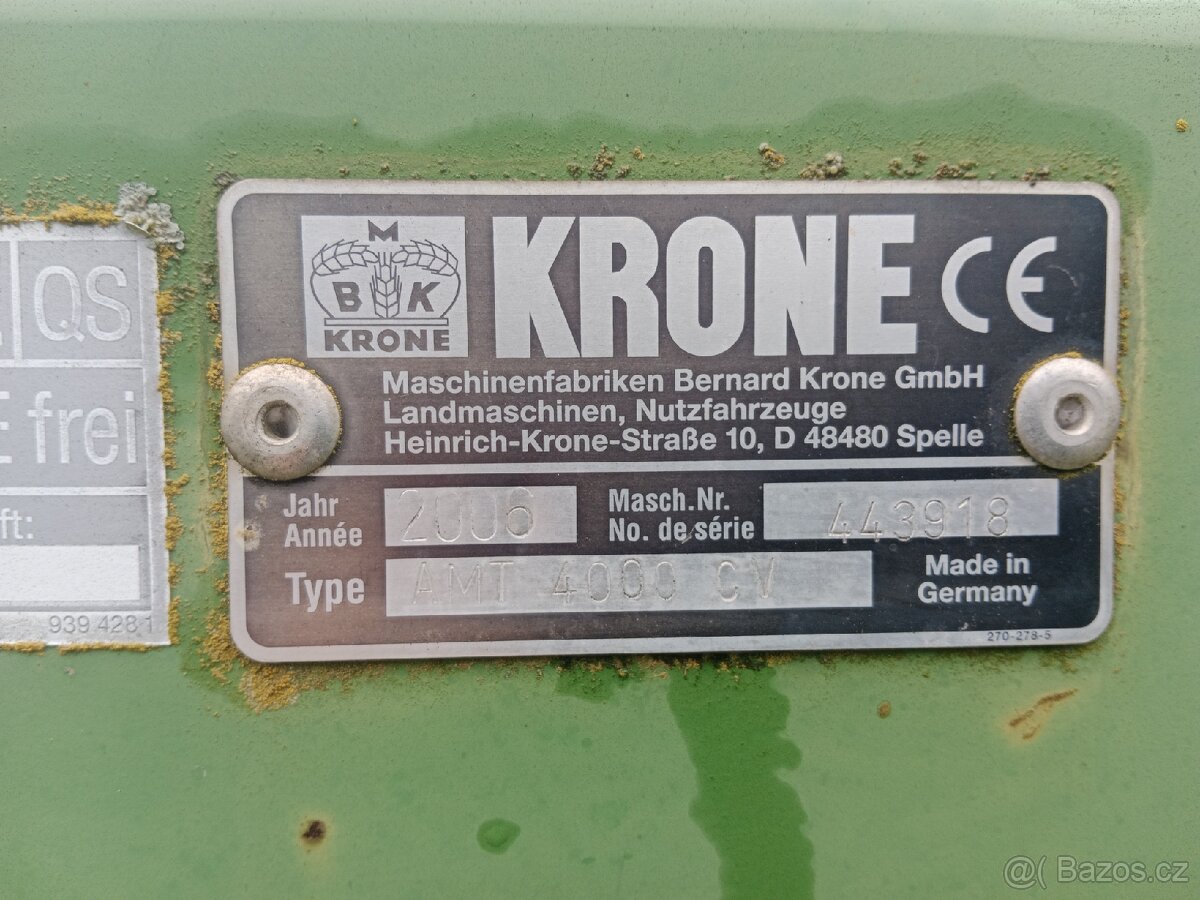 QS
frei
ft:
939 428 1
M
B K
KRONE
KRONE CE
Maschinenfabriken Bernard Krone GmbH
Landmaschinen, Nutzfahrzeuge
Heinrich-Krone-Straße 10, D 48480 Spelle
Jahr
Année
2006
Masch.Nr.
No. de série
443918
Type
AMT 4000 CV
Made in
Germany
270-278-5
@( Bazos.cz